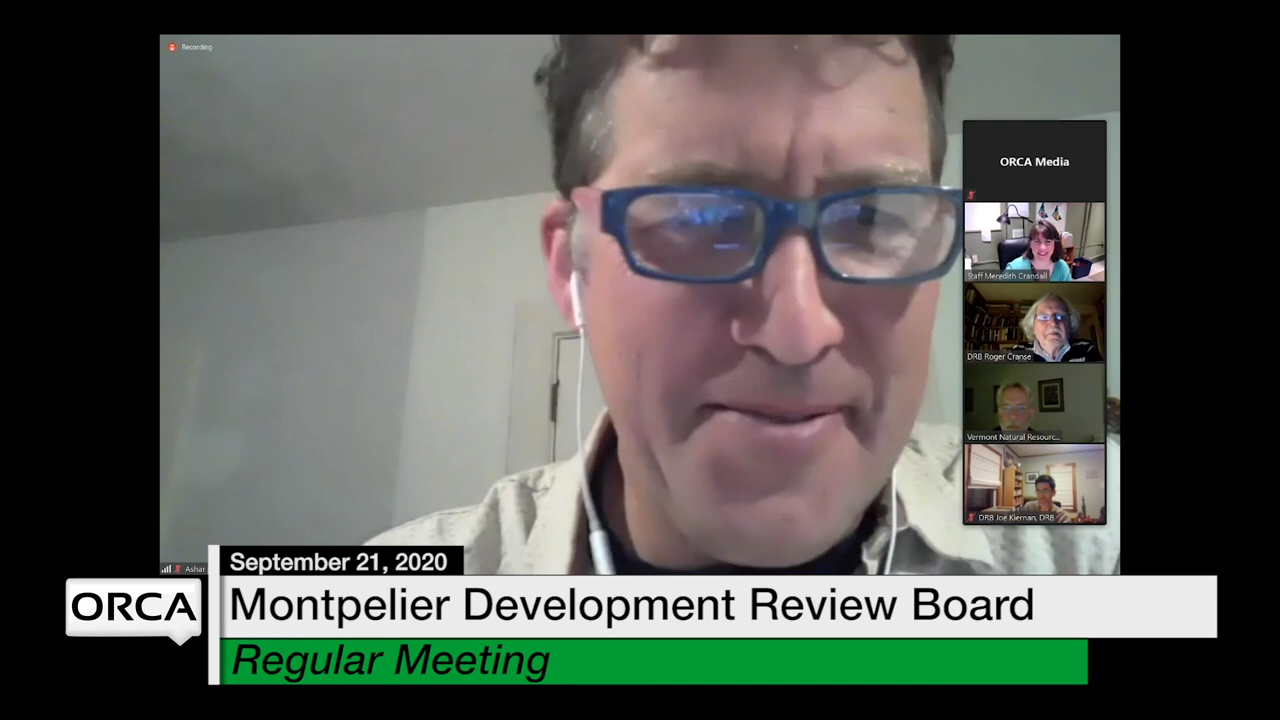 Recording
ORCA Media
Staff Meredith Crandall
DRB Roger Cranse
Vermont Natural Resourc...
DRB Joe Kiernan, DRB
Ashar
September 21, 2020
ORCA
Montpelier Development Review Board
Regular Meeting